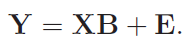 Y = XB + E.